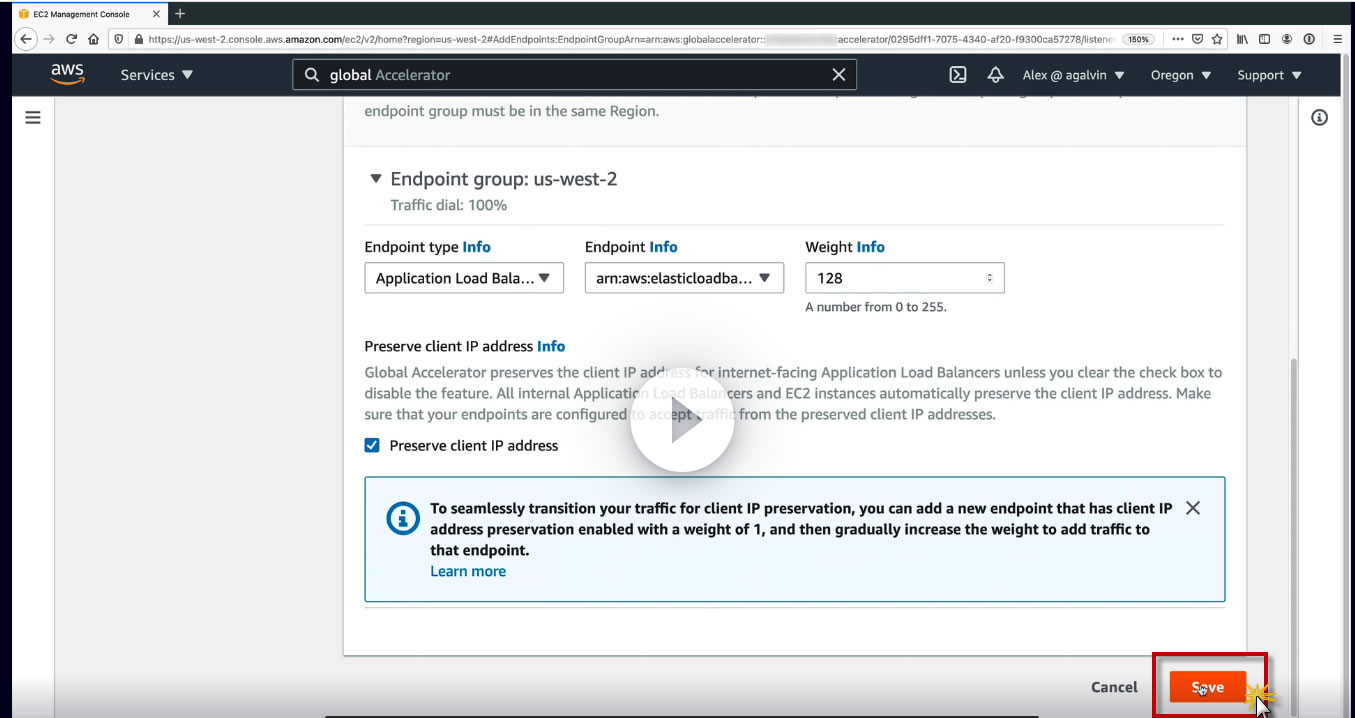 EC2 Management Console
https://us-west-2.console.aws.amazon.com/ec2/v2/home?region=us-west-2#AddEndpoints:EndpointGroupArn=arn:aws:globalaccelerator:: accelerator/0295dff1-7075-4340-af20-f9300ca57278/listene 150%
aws Services global Accelerator Alex @ agalvin Oregon Support
endpoint group must be in the same Region.
Endpoint group: us-west-2
Traffic dial: 100%
Endpoint type Info Endpoint Info Weight Info
Application Load Bala... arn:aws:elasticloadba... 128
A number from 0 to 255.
Preserve client IP address Info
Global Accelerator preserves the client IP address for internet-facing Application Load Balancers unless you clear the check box to
disable the feature. All internal Application Load Balancers and EC2 instances automatically preserve the client IP address. Make
sure that your endpoints are configured to accept traffic from the preserved client IP addresses.
Preserve client IP address
To seamlessly transition your traffic for client IP preservation, you can add a new endpoint that has client IP
address preservation enabled with a weight of 1, and then gradually increase the weight to add traffic to
that endpoint.
Learn more
Cancel Save